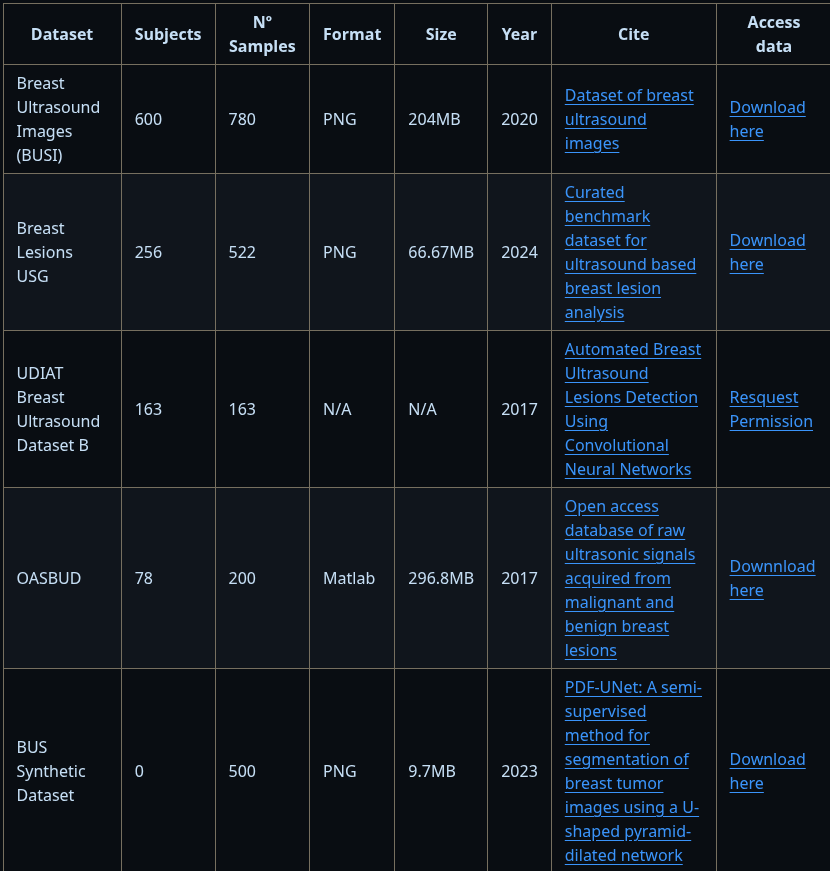 Dataset Subjects N° Samples Format Size Year Cite Access data
Breast Ultrasound Images (BUSI) 600 780 PNG 204MB 2020 Dataset of breast ultrasound images Download here
Breast Lesions USG 256 522 PNG 66.67MB 2024 Curated benchmark dataset for ultrasound based breast lesion analysis Download here
UDIAT Breast Ultrasound Dataset B 163 163 N/A N/A 2017 Automated Breast Ultrasound Lesions Detection Using Convolutional Neural Networks Resquest Permission
OASBUD 78 200 Matlab 296.8MB 2017 Open access database of raw ultrasonic signals acquired from malignant and benign breast lesions Downnload here
BUS Synthetic Dataset 0 500 PNG 9.7MB 2023 PDF-UNet: A semi-supervised method for segmentation of breast tumor images using a U-shaped pyramid-dilated network Download here